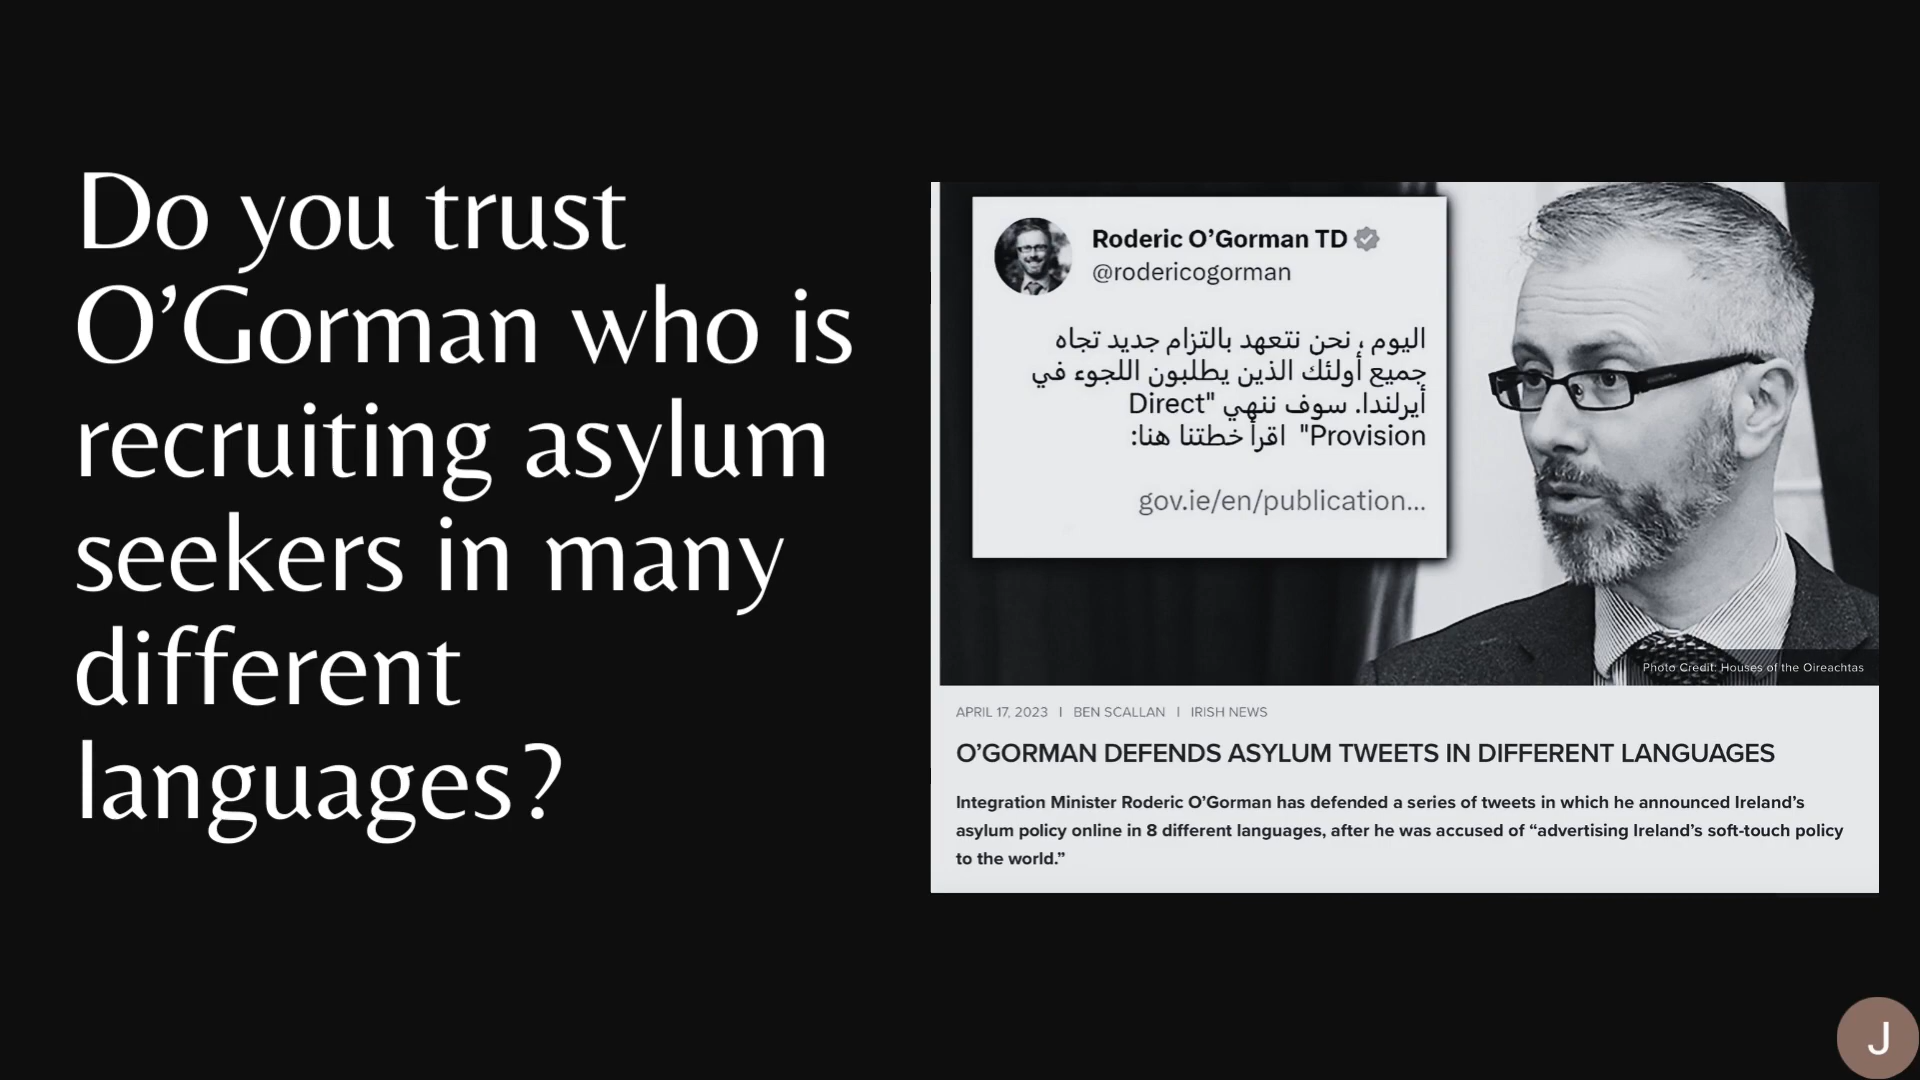 Do you trust
O’Gorman who is
recruiting asylum
seekers in many
different
languages?
Roderic O’Gorman TD
@rodericogorman
اليوم ، نحن نتعهد بالتزام جديد تجاه
جميع أولئك الذين يطلبون اللجوء في
أيرلندا. سوف ننهي "Direct
Provision" اقرأ خطتنا هنا:
gov.ie/en/publication...
Photo Credit: Houses of the Oireachtas
APRIL 17, 2023 | BEN SCALLAN | IRISH NEWS
O’GORMAN DEFENDS ASYLUM TWEETS IN DIFFERENT LANGUAGES
Integration Minister Roderic O’Gorman has defended a series of tweets in which he announced Ireland’s
asylum policy online in 8 different languages, after he was accused of “advertising Ireland’s soft-touch policy
to the world.”
J